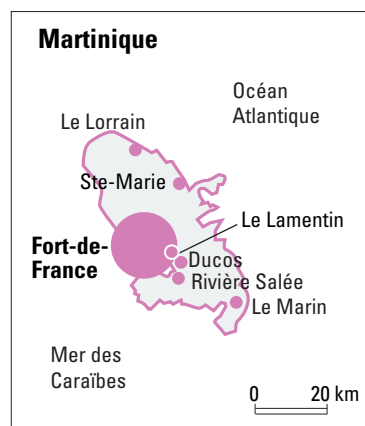 Martinique
Océan
Atlantique
Le Lorrain
Ste-Marie
Le Lamentin
Fort-de-
France
Ducos
Rivière Salée
Le Marin
Mer des
Caraïbes
0 20 km